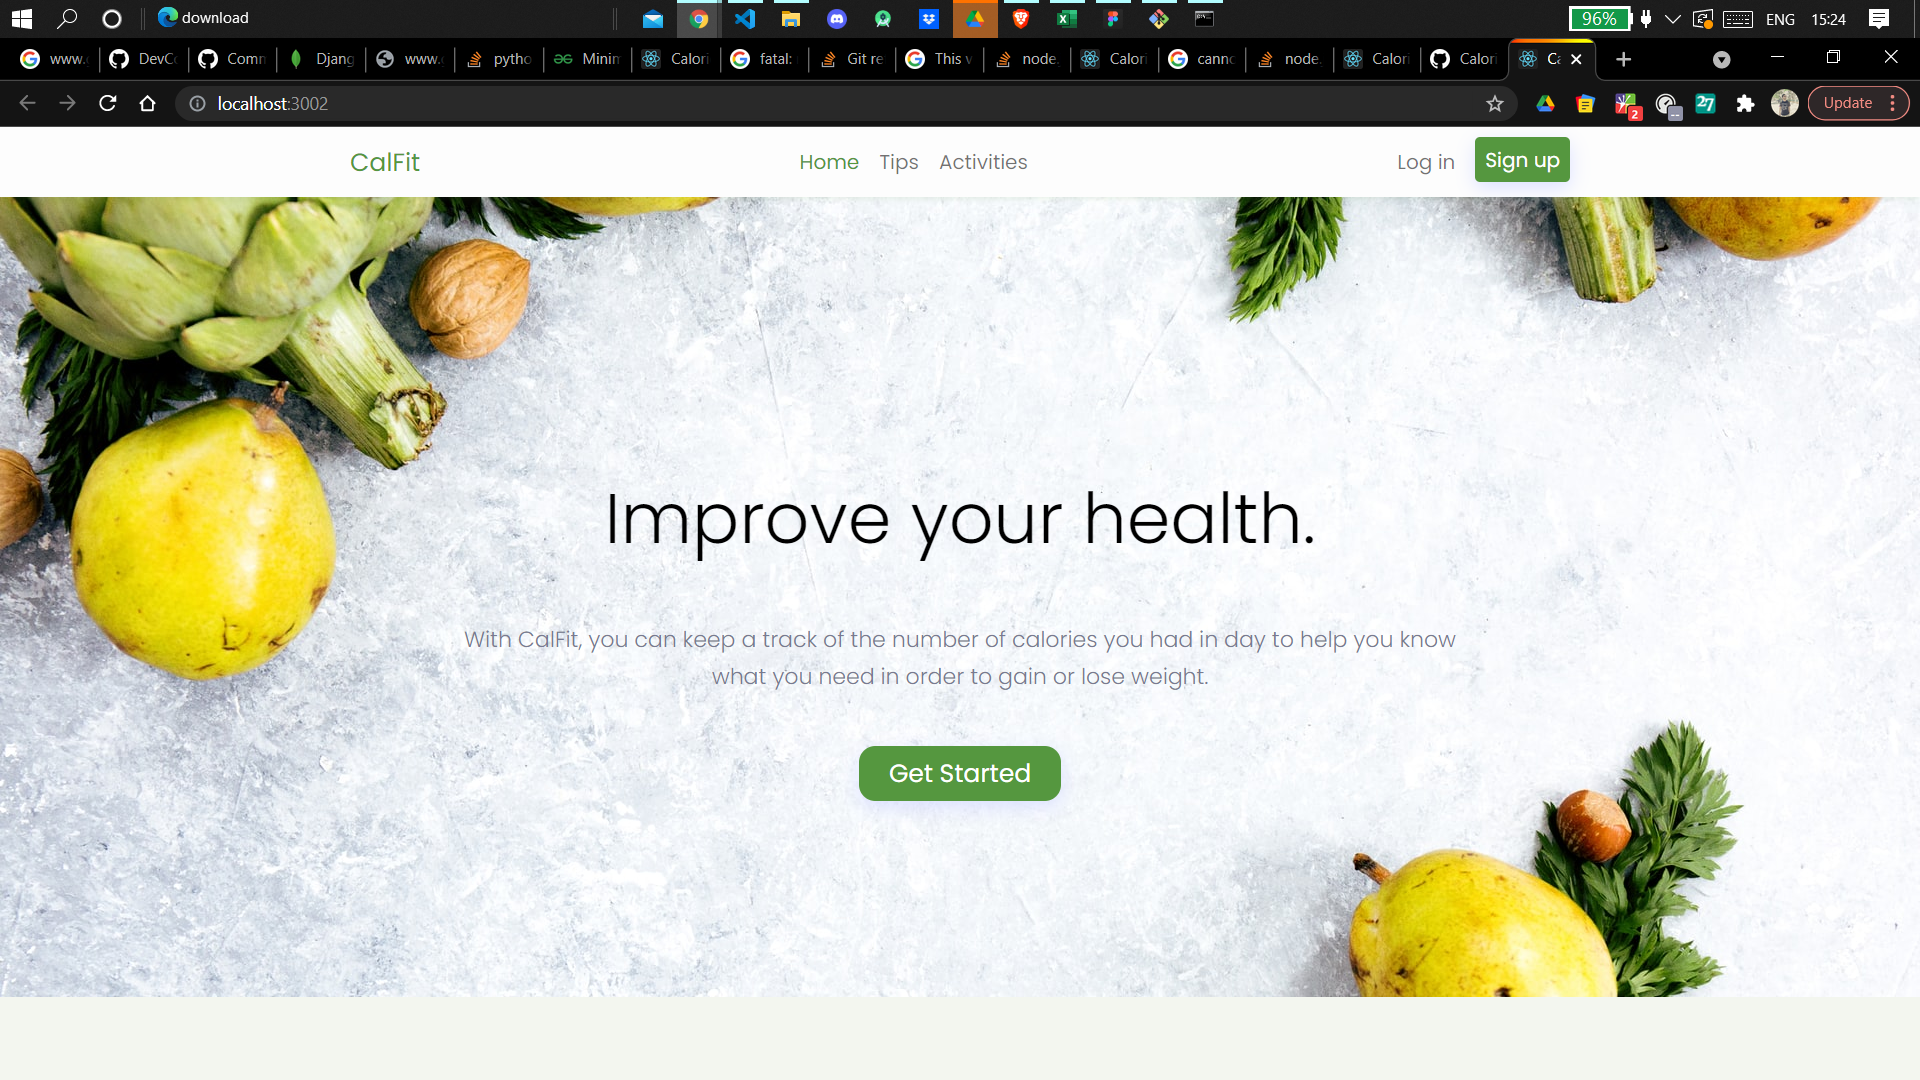 download
96%
ENG
15:24
www.
DevC
Comm
Djang
www.
pytho
Minim
Calori
fatal:
Git re
This v
node.
Calori
canno
node.
Calori
Calori
Ca
localhost:3002
2
27
Update
CalFit
Home
Tips
Activities
Log in
Sign up
Improve your health.
With CalFit, you can keep a track of the number of calories you had in day to help you know
what you need in order to gain or lose weight.
Get Started